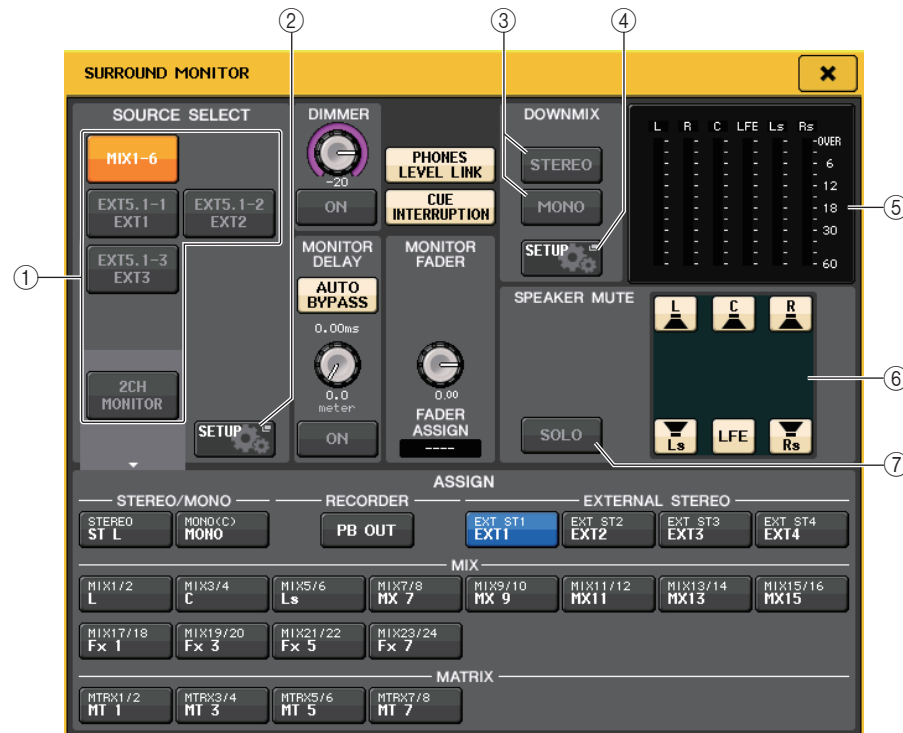 ② ③ ④
SURROUND MONITOR
SOURCE SELECT
MIX1-6
EXT5.1-1
EXT1
EXT5.1-2
EXT2
EXT5.1-3
EXT3
2CH
MONITOR
SETUP
①
DIMMER
-20
ON
PHONES
LEVEL LINK
CUE
INTERRUPTION
MONITOR
DELAY
AUTO
BYPASS
0.00ms
0.0
meter
ON
MONITOR
FADER
0.00
FADER
ASSIGN
----
DOWNMIX
STEREO
MONO
SETUP
L R C LFE Ls Rs
OVER
6
12
18
30
60
⑤
SPEAKER MUTE
L C R
Ls LFE Rs
⑥
SOLO
⑦
ASSIGN
STEREO/MONO
RECORDER
EXTERNAL STEREO
STEREO
ST L
MONO(C)
MONO
PB OUT
EXT ST1
EXT1
EXT ST2
EXT2
EXT ST3
EXT3
EXT ST4
EXT4
MIX
MIX1/2
L
MIX3/4
C
MIX5/6
Ls
MIX7/8
MX 7
MIX9/10
MX 9
MIX11/12
MX11
MIX13/14
MX13
MIX15/16
MX15
MIX17/18
Fx 1
MIX19/20
Fx 3
MIX21/22
Fx 5
MIX23/24
Fx 7
MATRIX
MTRX1/2
MT 1
MTRX3/4
MT 3
MTRX5/6
MT 5
MTRX7/8
MT 7